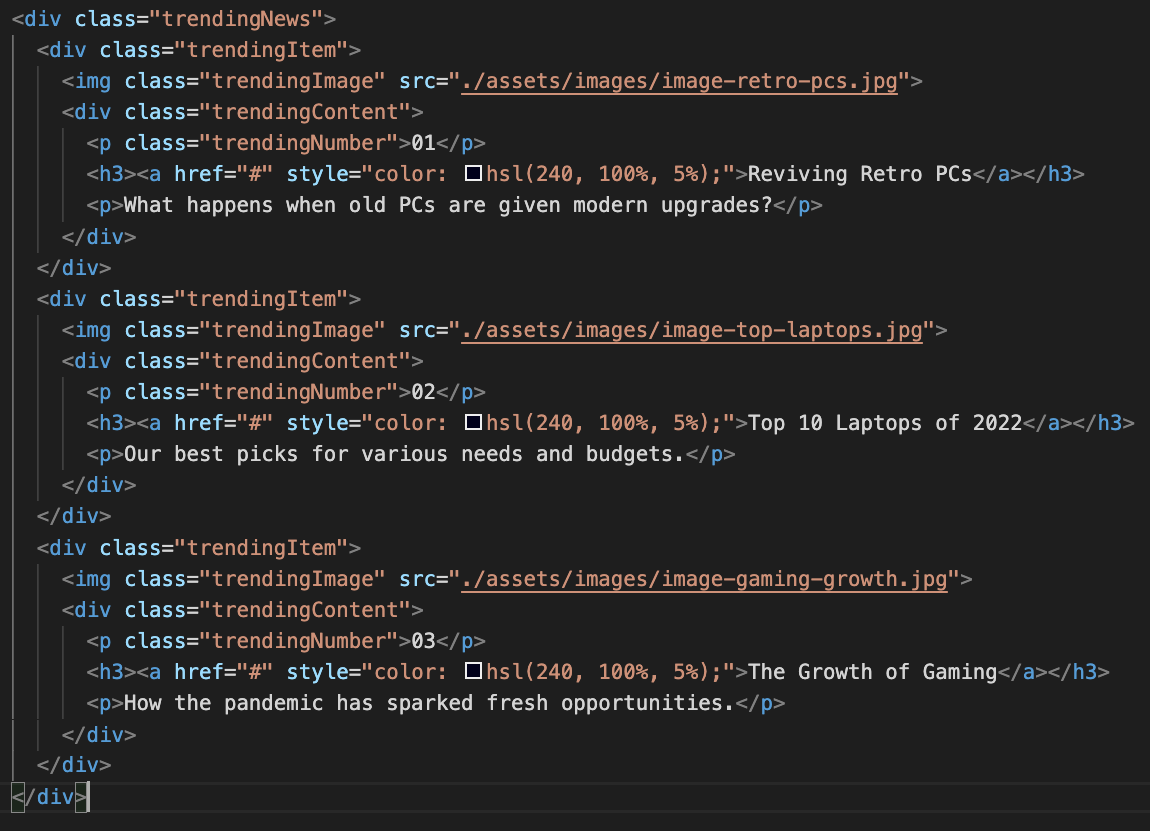 <div class="trendingNews">
  <div class="trendingItem">
    <img class="trendingImage" src="./assets/images/image-retro-pcs.jpg">
    <div class="trendingContent">
      <p class="trendingNumber">01</p>
      <h3><a href="#" style="color: hsl(240, 100%, 5%);">Reviving Retro PCs</a></h3>
      <p>What happens when old PCs are given modern upgrades?</p>
    </div>
  </div>
  <div class="trendingItem">
    <img class="trendingImage" src="./assets/images/image-top-laptops.jpg">
    <div class="trendingContent">
      <p class="trendingNumber">02</p>
      <h3><a href="#" style="color: hsl(240, 100%, 5%);">Top 10 Laptops of 2022</a></h3>
      <p>Our best picks for various needs and budgets.</p>
    </div>
  </div>
  <div class="trendingItem">
    <img class="trendingImage" src="./assets/images/image-gaming-growth.jpg">
    <div class="trendingContent">
      <p class="trendingNumber">03</p>
      <h3><a href="#" style="color: hsl(240, 100%, 5%);">The Growth of Gaming</a></h3>
      <p>How the pandemic has sparked fresh opportunities.</p>
    </div>
  </div>
</div>